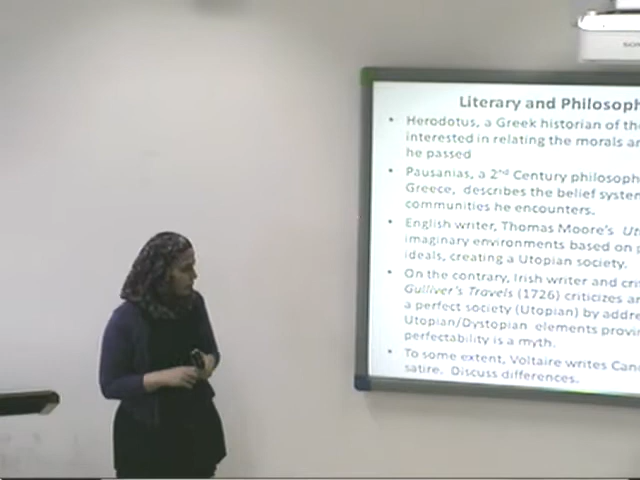 SONY
Literary and Philosoph
• Herodotus, a Greek historian of the
interested in relating the morals an
he passed
• Pausanias, a 2nd Century philosoph
Greece, describes the belief system
communities he encounters.
• English writer, Thomas Moore's Uto
imaginary environments based on p
ideals, creating a Utopian society.
• On the contrary, Irish writer and crit
Gulliver's Travels (1726) criticizes an
a perfect society (Utopian) by addre
Utopian/Dystopian elements provin
perfectability is a myth.
• To some extent, Voltaire writes Cand
satire. Discuss differences.